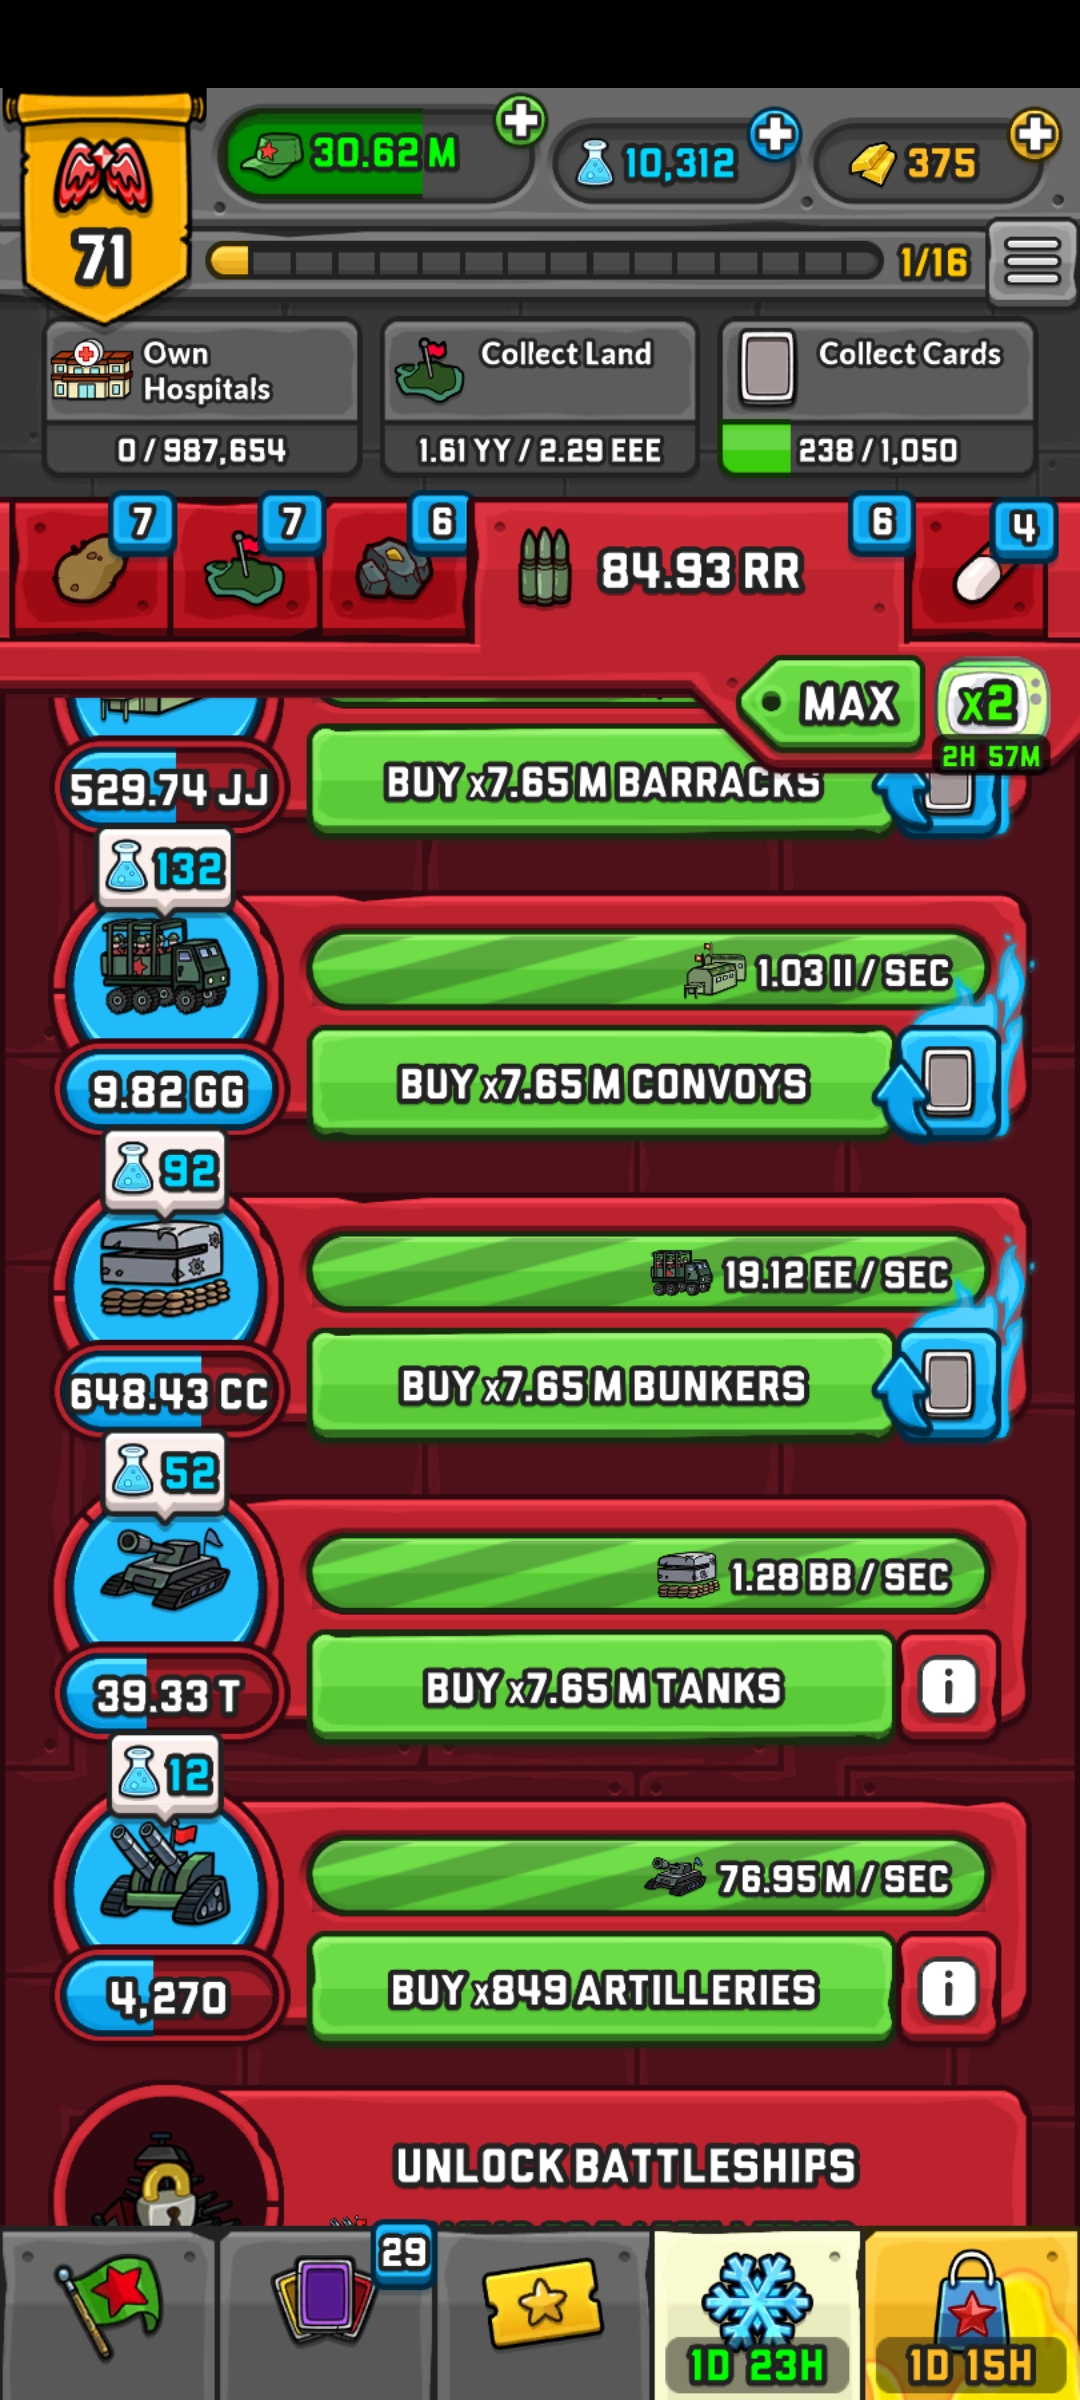 30.62 M
10,312
375
71
1/16
Own
Hospitals
Collect Land
Collect Cards
0 / 987,654
1.61 YY / 2.29 EEE
238 / 1,050
7
7
6
84.93 RR
6
4
MAX
x2
2H 57M
529.74 JJ
BUY x7.65 M BARRACKS
132
1.03 II / SEC
9.82 GG
BUY x7.65 M CONVOYS
92
19.12 EE / SEC
648.43 CC
BUY x7.65 M BUNKERS
52
1.28 BB / SEC
39.33 T
BUY x7.65 M TANKS
i
12
76.95 M / SEC
4,270
BUY x849 ARTILLERIES
i
UNLOCK BATTLESHIPS
29
1D 23H
1D 15H